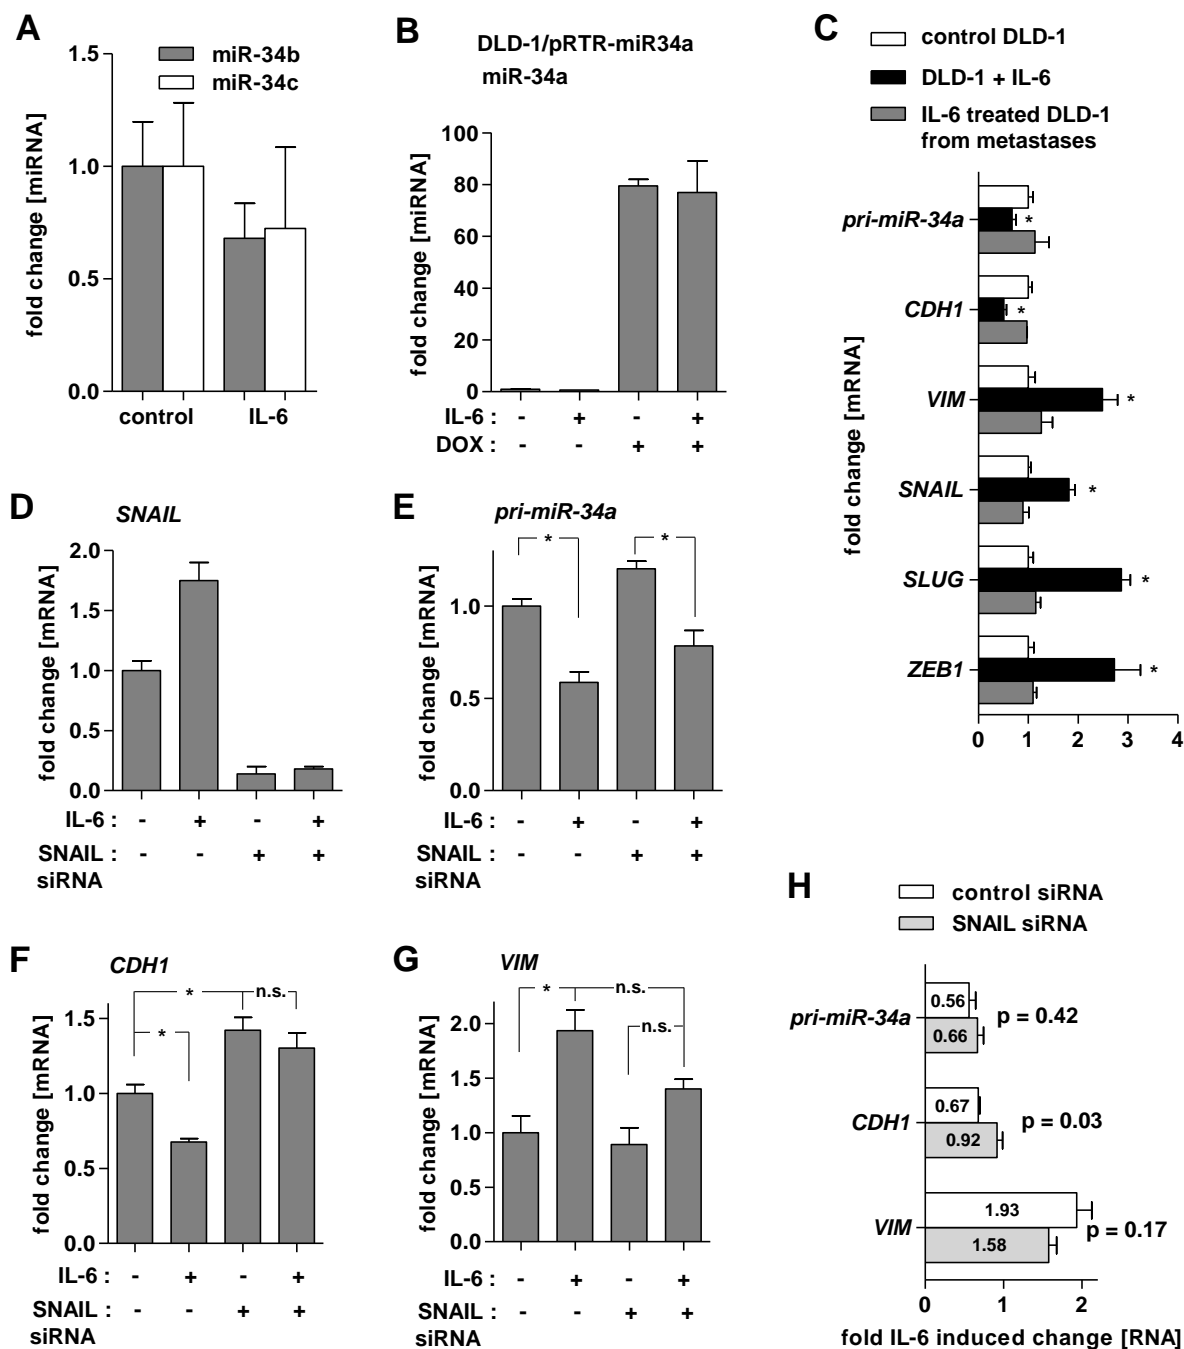 A
miR-34b
miR-34c
fold change [miRNA]
1.5
1.0
0.5
0.0
control IL-6
B
DLD-1/pRTR-miR34a
miR-34a
fold change [miRNA]
100
80
60
40
20
0
IL-6 : - + - +
DOX : - - + +
C
control DLD-1
DLD-1 + IL-6
IL-6 treated DLD-1
from metastases
fold change [mRNA]
pri-miR-34a *
CDH1 *
VIM *
SNAIL *
SLUG *
ZEB1 *
0 1 2 3 4
D
SNAIL
fold change [mRNA]
2.0
1.5
1.0
0.5
0.0
IL-6 : - + - +
SNAIL : - - + +
siRNA
E
pri-miR-34a
* *
fold change [mRNA]
1.0
0.5
0.0
IL-6 : - + - +
SNAIL : - - + +
siRNA
F
CDH1
* n.s.
*
fold change [mRNA]
1.5
1.0
0.5
0.0
IL-6 : - + - +
SNAIL : - - + +
siRNA
G
VIM
* n.s.
n.s.
fold change [mRNA]
2.0
1.5
1.0
0.5
0.0
IL-6 : - + - +
SNAIL : - - + +
siRNA
H
control siRNA
SNAIL siRNA
pri-miR-34a 0.56 0.66 p = 0.42
CDH1 0.67 0.92 p = 0.03
VIM 1.93 1.58 p = 0.17
0 1 2
fold IL-6 induced change [RNA]